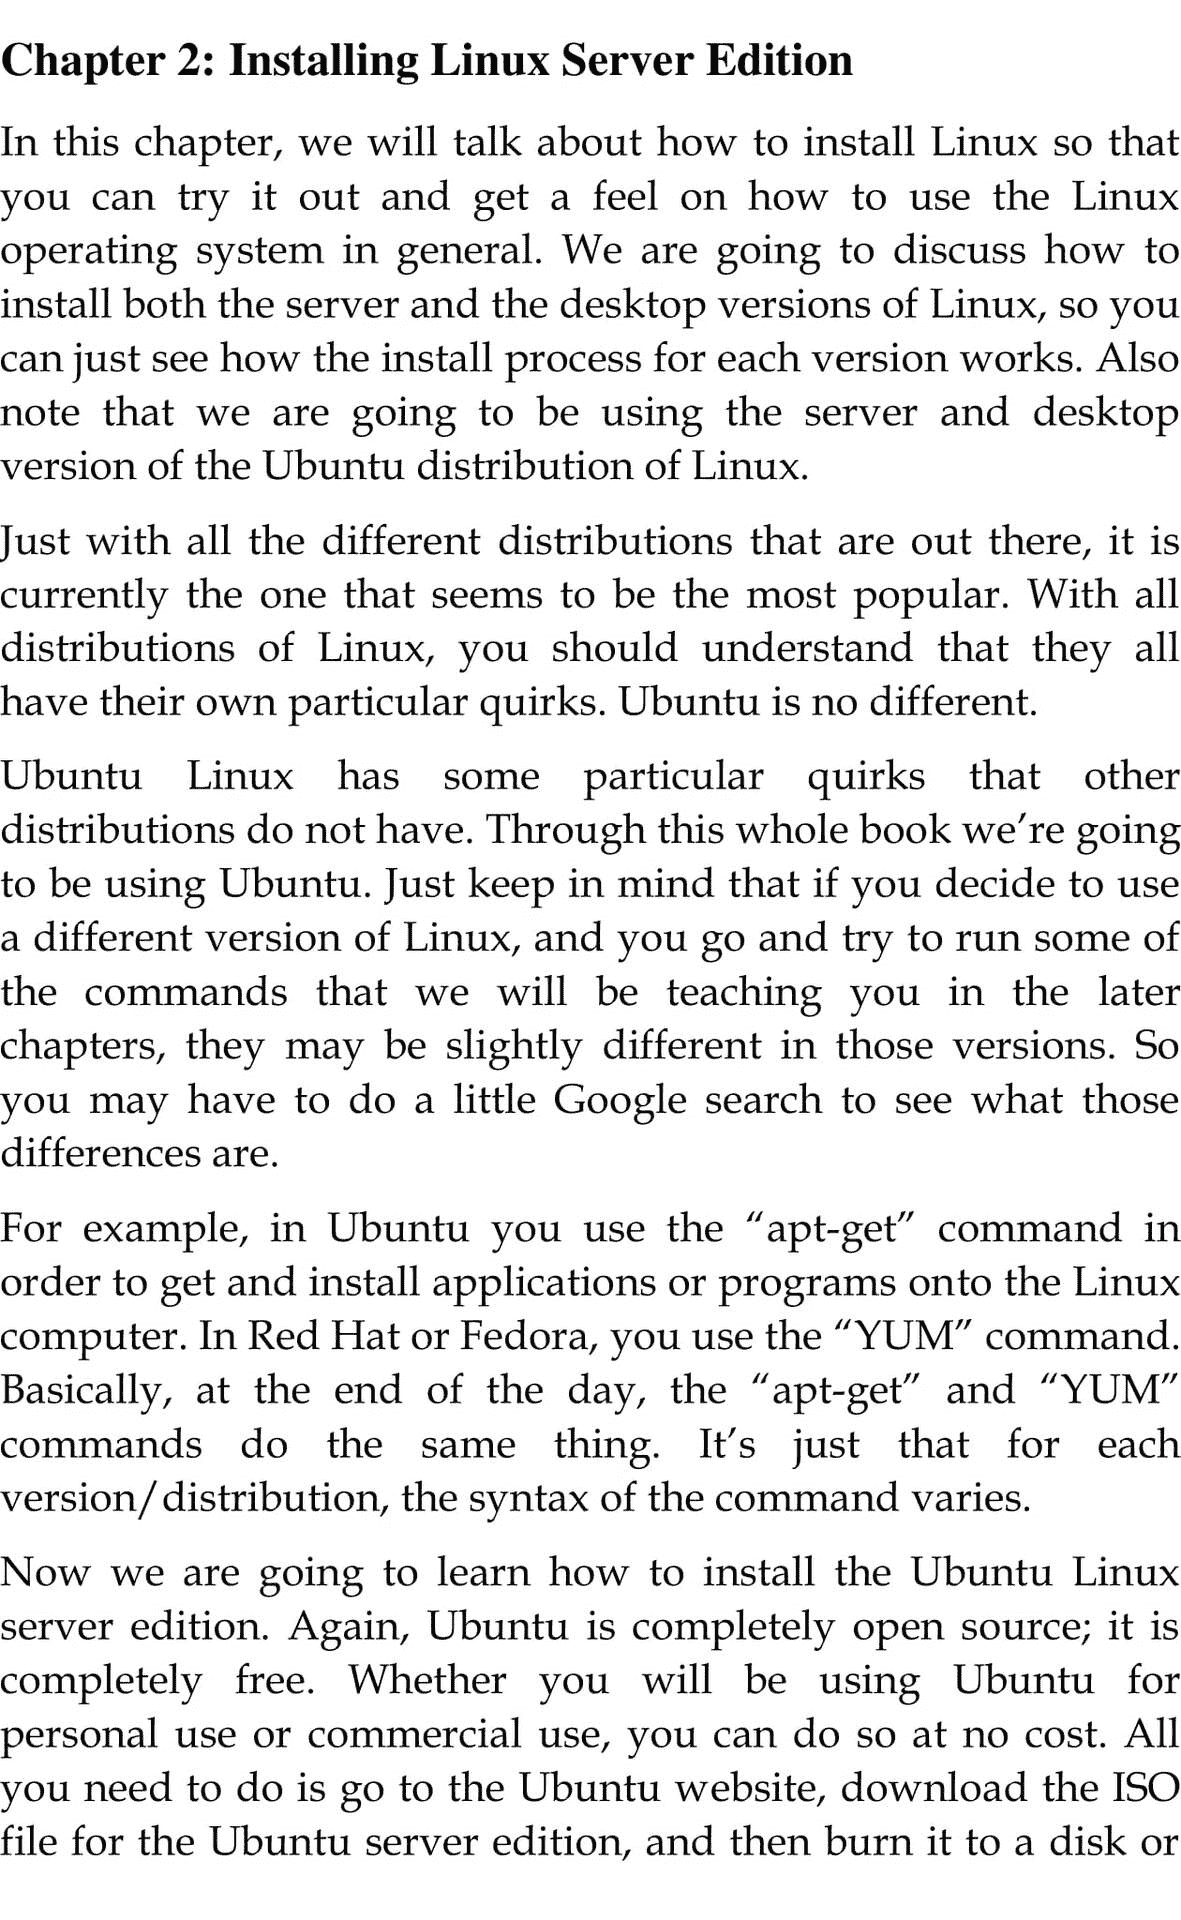 Chapter 2: Installing Linux Server Edition
In this chapter, we will talk about how to install Linux so that
you can try it out and get a feel on how to use the Linux
operating system in general. We are going to discuss how to
install both the server and the desktop versions of Linux, so you
can just see how the install process for each version works. Also
note that we are going to be using the server and desktop
version of the Ubuntu distribution of Linux.
Just with all the different distributions that are out there, it is
currently the one that seems to be the most popular. With all
distributions of Linux, you should understand that they all
have their own particular quirks. Ubuntu is no different.
Ubuntu Linux has some particular quirks that other
distributions do not have. Through this whole book we’re going
to be using Ubuntu. Just keep in mind that if you decide to use
a different version of Linux, and you go and try to run some of
the commands that we will be teaching you in the later
chapters, they may be slightly different in those versions. So
you may have to do a little Google search to see what those
differences are.
For example, in Ubuntu you use the “apt-get” command in
order to get and install applications or programs onto the Linux
computer. In Red Hat or Fedora, you use the “YUM” command.
Basically, at the end of the day, the “apt-get” and “YUM”
commands do the same thing. It’s just that for each
version/distribution, the syntax of the command varies.
Now we are going to learn how to install the Ubuntu Linux
server edition. Again, Ubuntu is completely open source; it is
completely free. Whether you will be using Ubuntu for
personal use or commercial use, you can do so at no cost. All
you need to do is go to the Ubuntu website, download the ISO
file for the Ubuntu server edition, and then burn it to a disk or